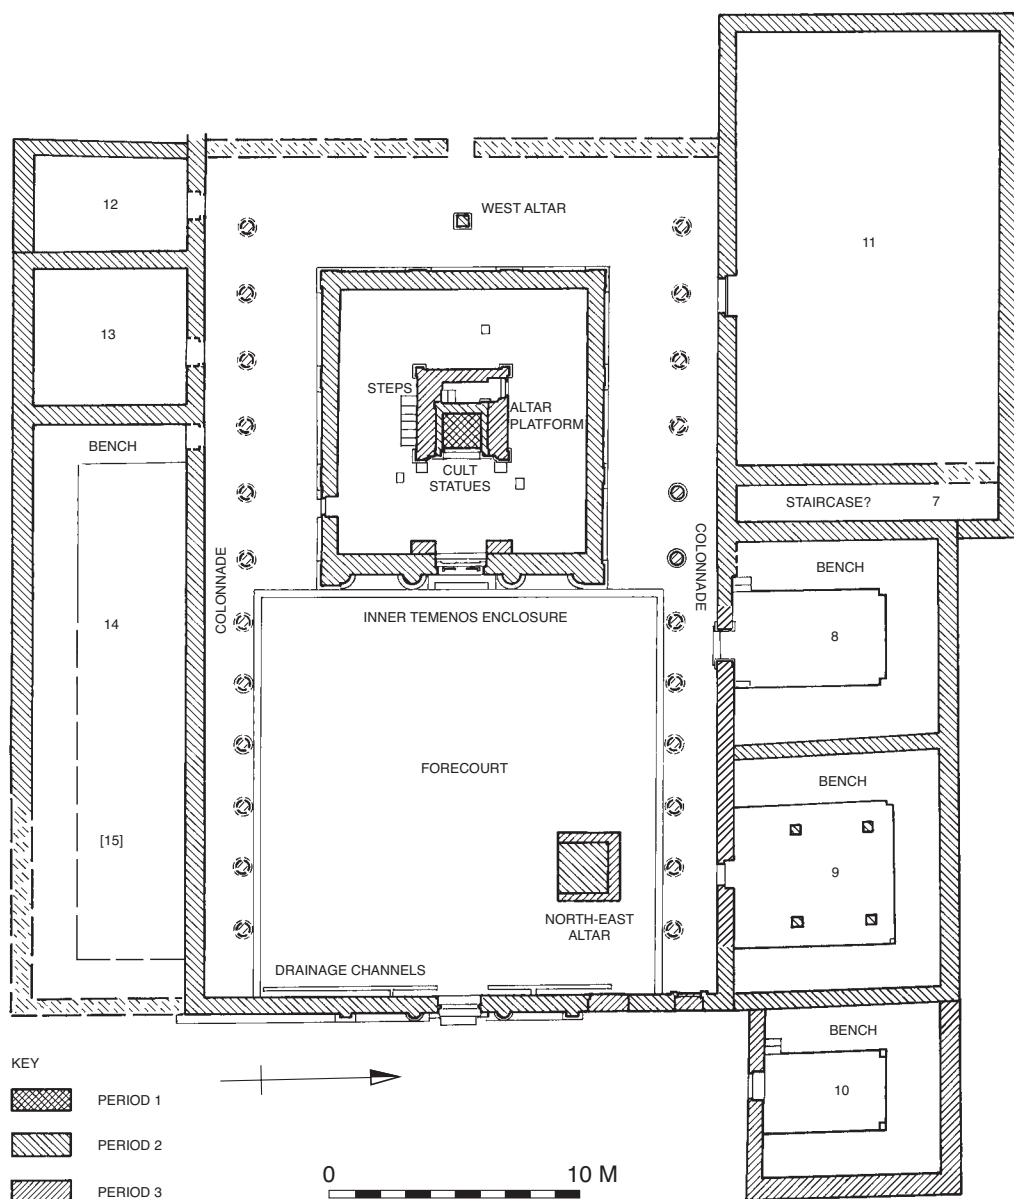 12
WEST ALTAR
11
13
STEPS
ALTAR
PLATFORM
BENCH
CULT
STATUES
STAIRCASE?
7
COLONNADE
COLONNADE
BENCH
14
INNER TEMENOS ENCLOSURE
8
FORECOURT
BENCH
[15]
9
NORTH-EAST
ALTAR
DRAINAGE CHANNELS
BENCH
10
KEY
PERIOD 1
PERIOD 2
PERIOD 3
0
10 M